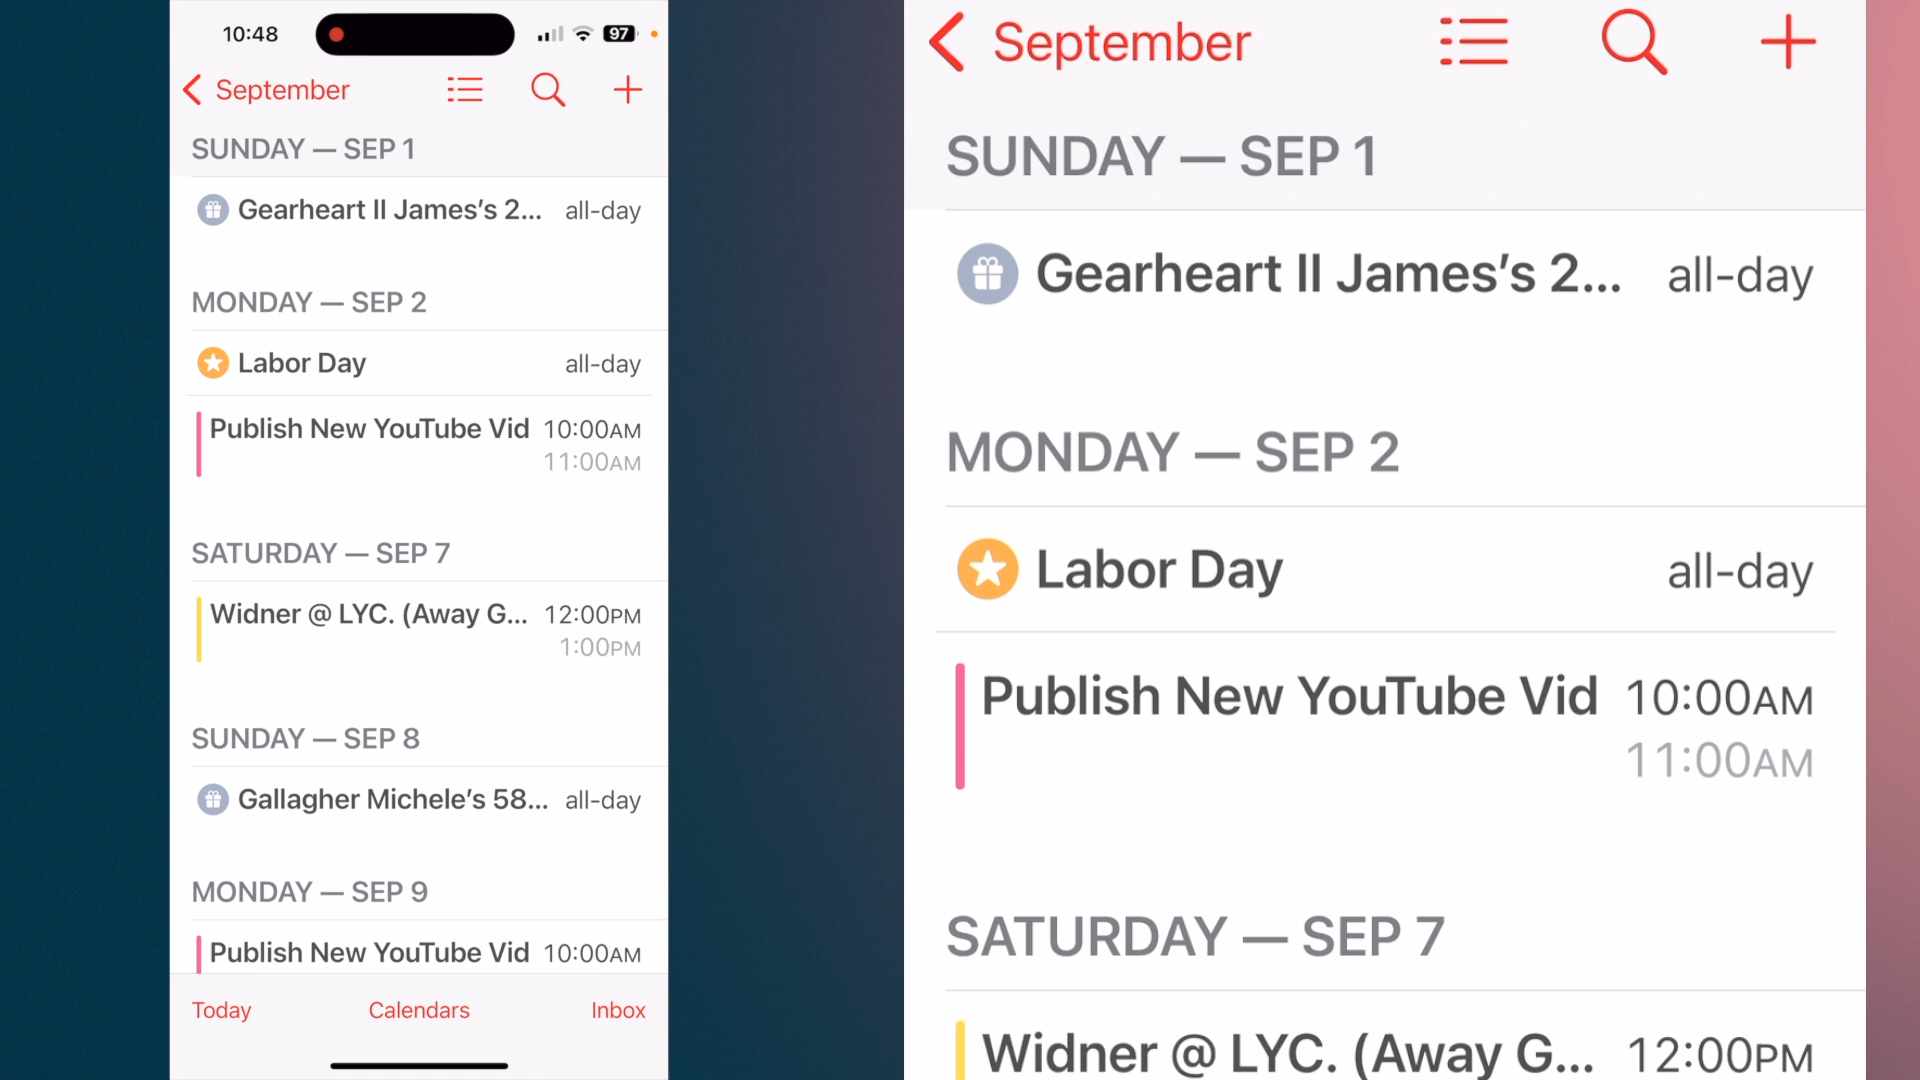 10:48
97
September
SUNDAY — SEP 1
Gearheart II James’s 2... all-day
MONDAY — SEP 2
Labor Day all-day
Publish New YouTube Vid 10:00AM
11:00AM
SATURDAY — SEP 7
Widner @ LYC. (Away G... 12:00PM
1:00PM
SUNDAY — SEP 8
Gallagher Michele’s 58... all-day
MONDAY — SEP 9
Publish New YouTube Vid 10:00AM
Today Calendars Inbox
September
SUNDAY — SEP 1
Gearheart II James’s 2... all-day
MONDAY — SEP 2
Labor Day all-day
Publish New YouTube Vid 10:00AM
11:00AM
SATURDAY — SEP 7
Widner @ LYC. (Away G... 12:00PM